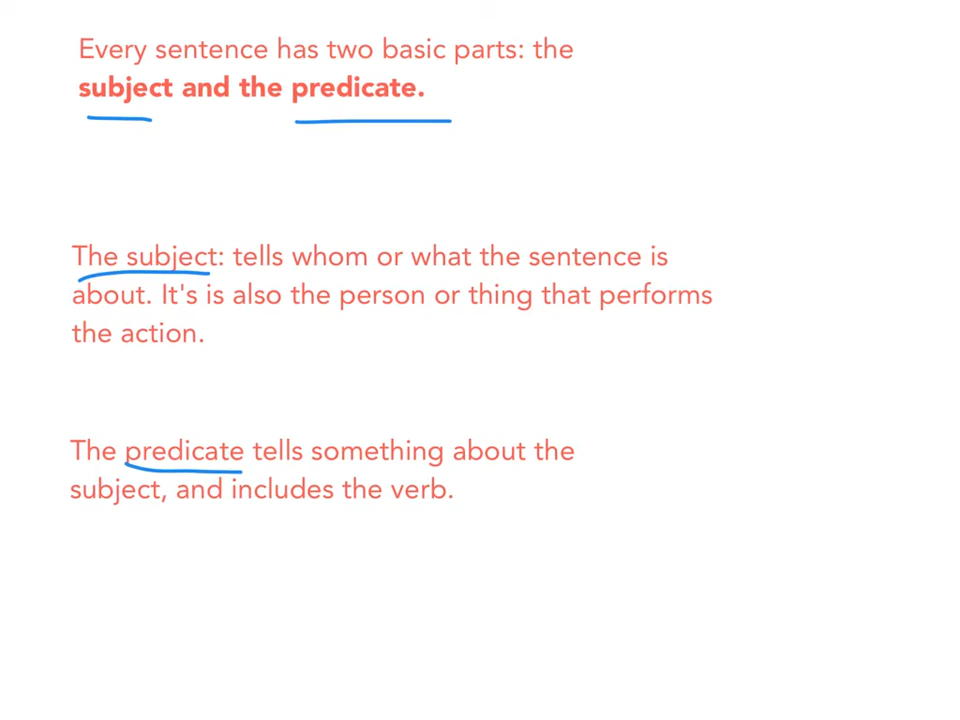 Every sentence has two basic parts: the
subject and the predicate.
The subject: tells whom or what the sentence is
about. It's is also the person or thing that performs
the action.
The predicate tells something about the
subject, and includes the verb.